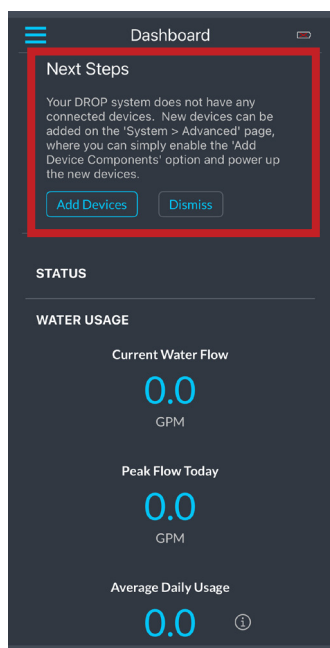 Dashboard
Next Steps
Your DROP system does not have any
connected devices. New devices can be
added on the 'System > Advanced' page,
where you can simply enable the 'Add
Device Components' option and power up
the new devices.
Add Devices
Dismiss
STATUS
WATER USAGE
Current Water Flow
0.0
GPM
Peak Flow Today
0.0
GPM
Average Daily Usage
0.0